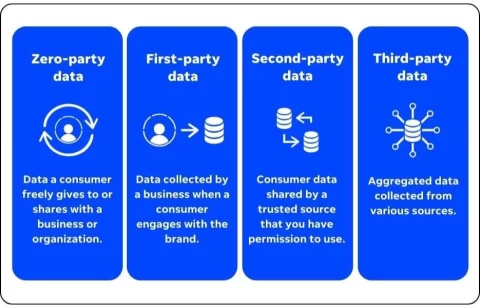 Zero-party
data
Data a consumer
freely gives to or
shares with a
business or
organization.
First-party
data
Data collected by
a business when a
consumer
engages with the
brand.
Second-party
data
Consumer data
shared by a
trusted source
that you have
permission to use.
Third-party
data
Aggregated data
collected from
various sources.